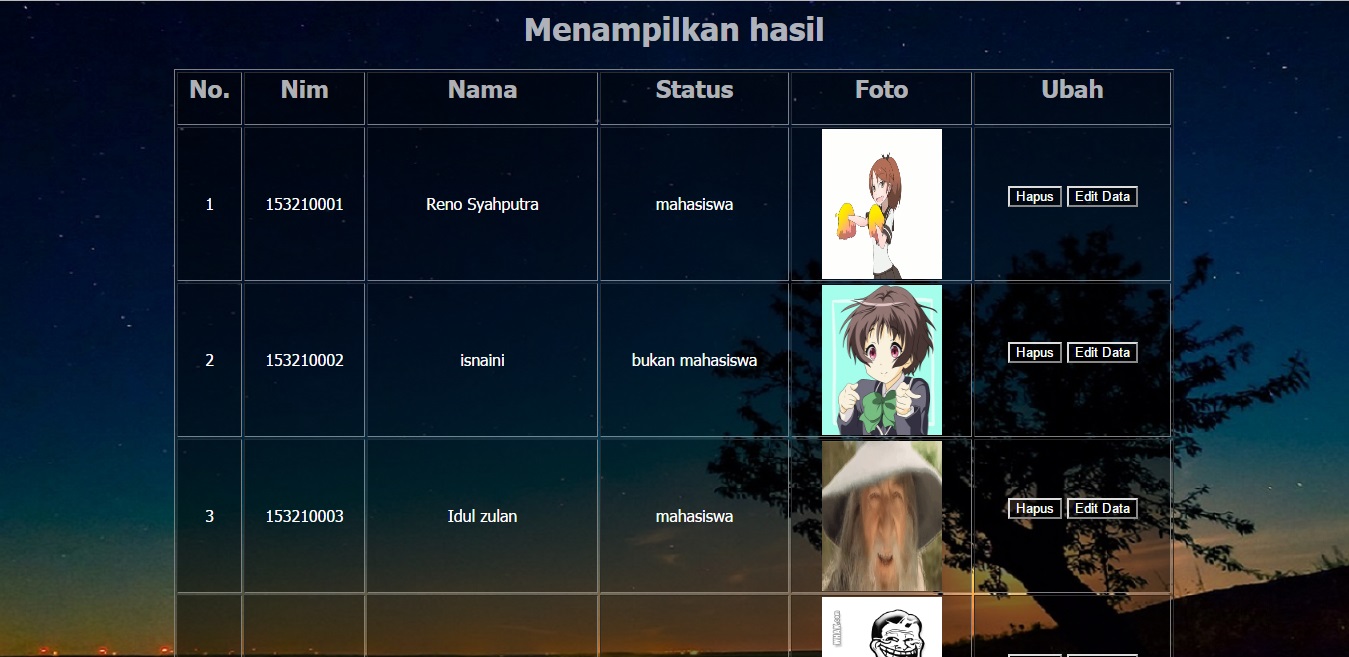 Menampilkan hasil
No. Nim Nama Status Foto Ubah
1 153210001 Reno Syahputra mahasiswa Hapus Edit Data
2 153210002 isnaini bukan mahasiswa Hapus Edit Data
3 153210003 Idul zulan mahasiswa Hapus Edit Data